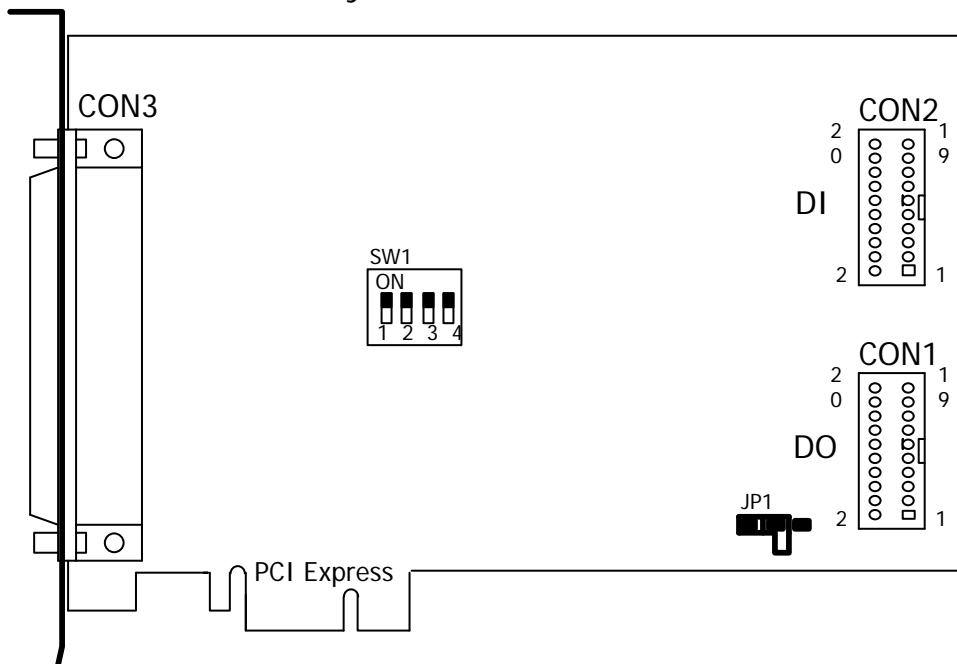 CON3
CON2
2 1
0 9
DI
2 1
SW1
ON
1 2 3 4
CON1
2 1
0 9
DO
JP1
2 1
PCI Express